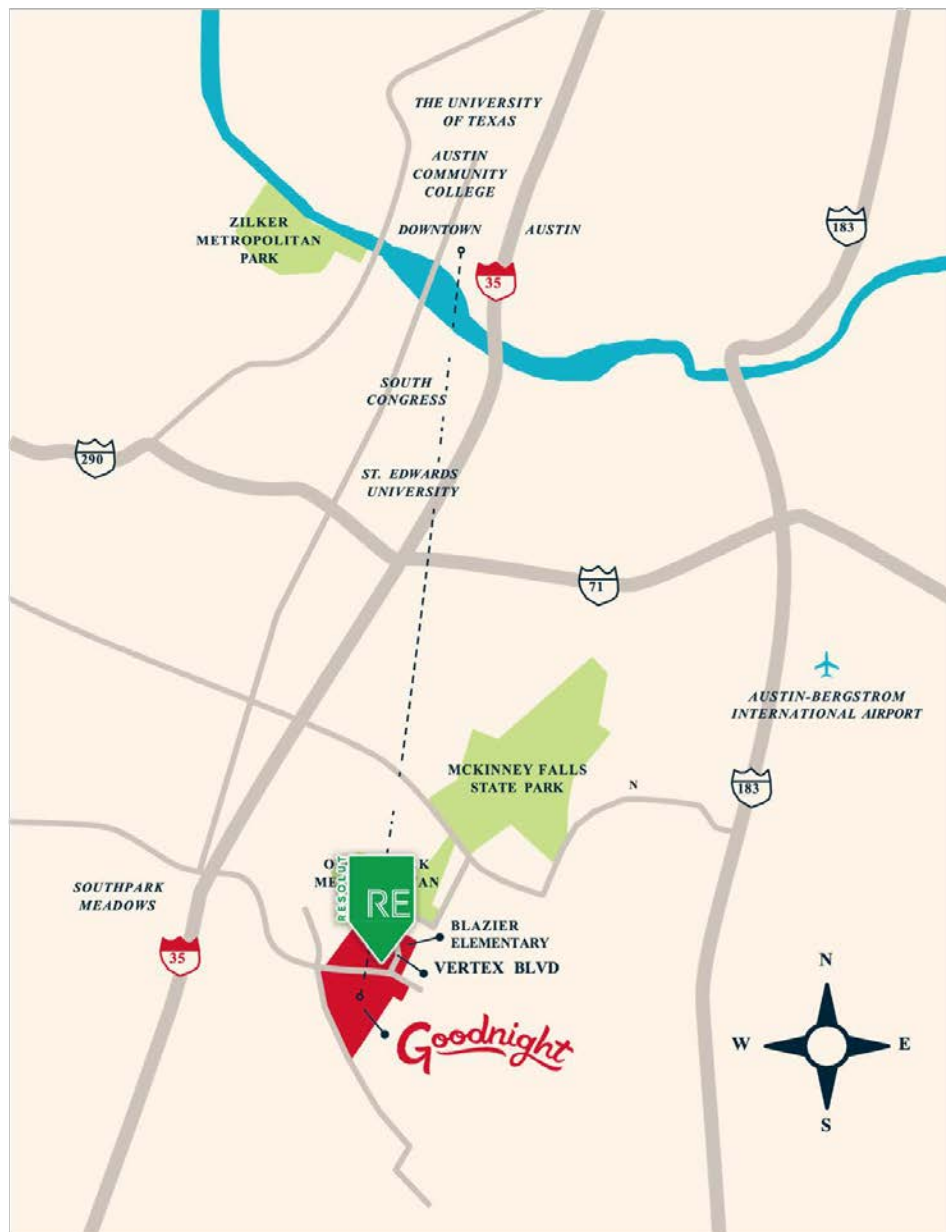 THE UNIVERSITY
OF TEXAS
AUSTIN
COMMUNITY
COLLEGE
ZILKER
METROPOLITAN
PARK
DOWNTOWN
AUSTIN
183
35
SOUTH
CONGRESS
290
ST. EDWARDS
UNIVERSITY
71
AUSTIN-BERGSTROM
INTERNATIONAL AIRPORT
MCKINNEY FALLS
STATE PARK
N
183
RESOLUT
RE
SOUTHPARK
MEADOWS
BLAZIER
ELEMENTARY
VERTEX BLVD
35
Goodnight
N
W
E
S